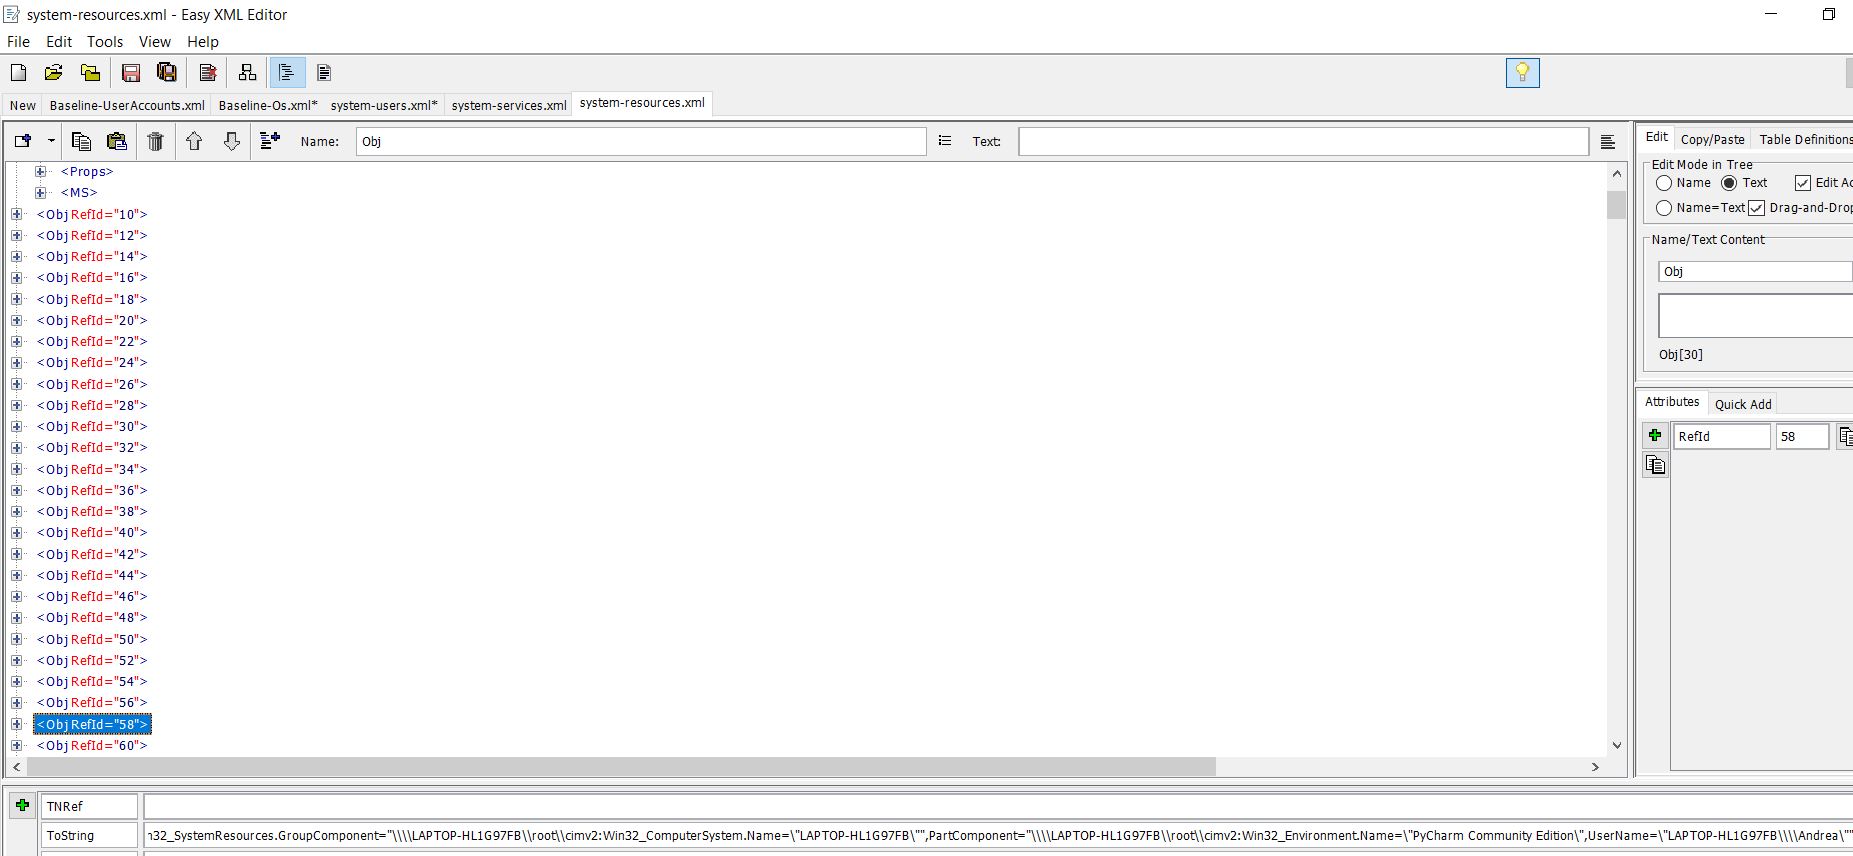 system-resources.xml - Easy XML Editor
File Edit Tools View Help
New Baseline-UserAccounts.xml Baseline-Os.xml* system-users.xml* system-services.xml system-resources.xml
Name: Obj Text:
<Props>
<MS>
<Obj RefId="10">
<Obj RefId="12">
<Obj RefId="14">
<Obj RefId="16">
<Obj RefId="18">
<Obj RefId="20">
<Obj RefId="22">
<Obj RefId="24">
<Obj RefId="26">
<Obj RefId="28">
<Obj RefId="30">
<Obj RefId="32">
<Obj RefId="34">
<Obj RefId="36">
<Obj RefId="38">
<Obj RefId="40">
<Obj RefId="42">
<Obj RefId="44">
<Obj RefId="46">
<Obj RefId="48">
<Obj RefId="50">
<Obj RefId="52">
<Obj RefId="54">
<Obj RefId="56">
<Obj RefId="58">
<Obj RefId="60">
Edit Copy/Paste Table Definitions
Edit Mode in Tree
Name Text Edit Ac
Name=Text Drag-and-Drop
Name/Text Content
Obj
Obj[30]
Attributes Quick Add
RefId 58
TNRef
ToString n32_SystemResources.GroupComponent="\\\\LAPTOP-HL1G97FB\\root\\cimv2:Win32_ComputerSystem.Name=\"LAPTOP-HL1G97FB\"",PartComponent="\\\\LAPTOP-HL1G97FB\\root\\cimv2:Win32_Environment.Name=\"PyCharm Community Edition\",UserName=\"LAPTOP-HL1G97FB\\\\Andrea\""